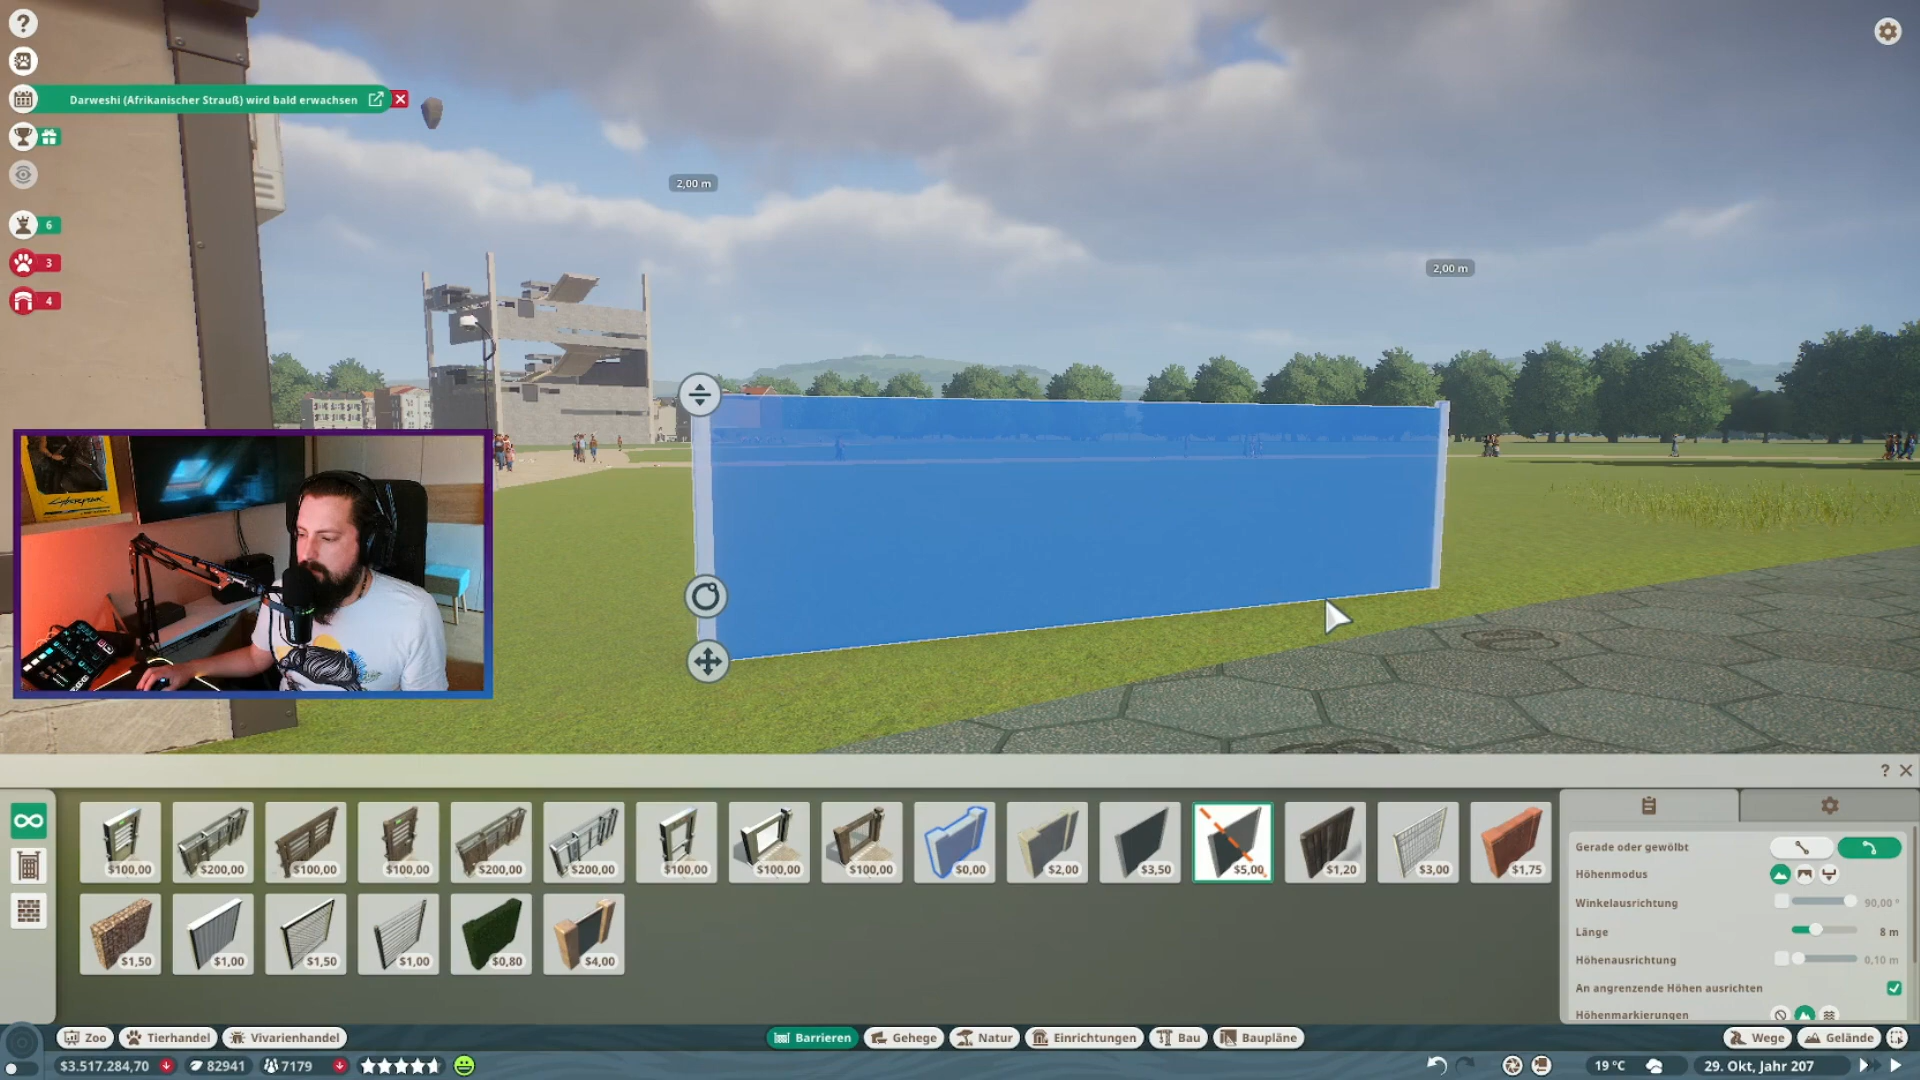 Darweshi (Afrikanischer Strauß) wird bald erwachsen
6
3
4
2,00 m
2,00 m
Cyberpunk
$100,00
$200,00
$100,00
$100,00
$200,00
$200,00
$100,00
$100,00
$100,00
$0,00
$2,00
$3,50
$5,00
$1,20
$3,00
$1,75
$1,50
$1,00
$1,50
$1,00
$0,80
$4,00
Gerade oder gewölbt
Höhenmodus
Winkelausrichtung 90,00 °
Länge 8 m
Höhenausrichtung 0,10 m
An angrenzende Höhen ausrichten
Höhenmarkierungen
Zoo Tierhandel Vivarienhandel Barrieren Gehege Natur Einrichtungen Bau Baupläne Wege Gelände
$3.517.284,70 82941 7179 19 °C 29. Okt, Jahr 207